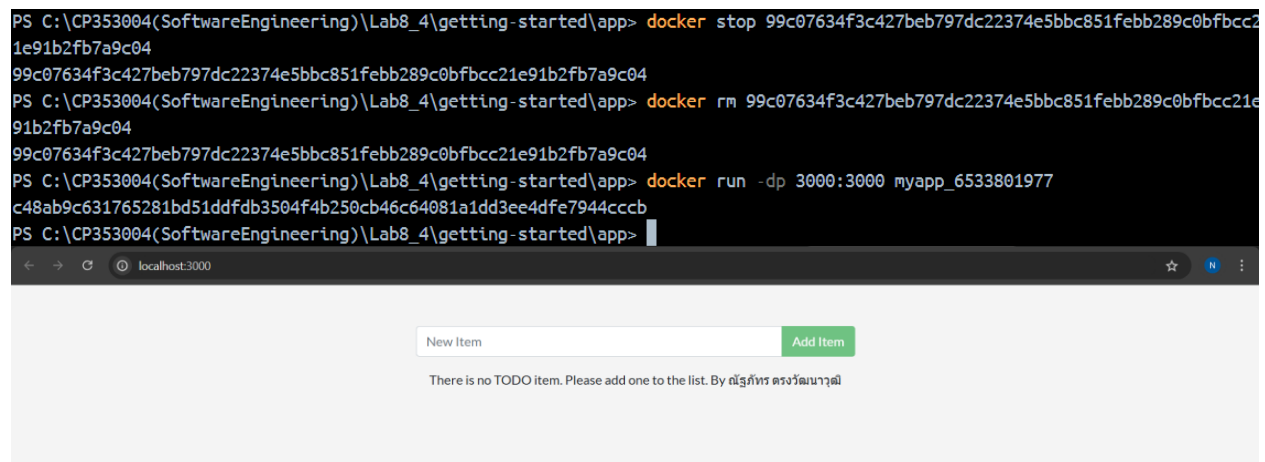 PS C:\CP353004(SoftwareEngineering)\Lab8_4\getting-started\app> docker stop 99c07634f3c427beb797dc22374e5bbc851febb289c0bfbcc2
1e91b2fb7a9c04
99c07634f3c427beb797dc22374e5bbc851febb289c0bfbcc21e91b2fb7a9c04
PS C:\CP353004(SoftwareEngineering)\Lab8_4\getting-started\app> docker rm 99c07634f3c427beb797dc22374e5bbc851febb289c0bfbcc21e
91b2fb7a9c04
99c07634f3c427beb797dc22374e5bbc851febb289c0bfbcc21e91b2fb7a9c04
PS C:\CP353004(SoftwareEngineering)\Lab8_4\getting-started\app> docker run -dp 3000:3000 myapp_6533801977
c48ab9c631765281bd51ddfdb3504f4b250cb46c64081a1dd3ee4dfe7944cccb
PS C:\CP353004(SoftwareEngineering)\Lab8_4\getting-started\app>
localhost:3000 N
New Item Add Item
There is no TODO item. Please add one to the list. By ณัฐภัทร ตรงวัฒนาวุฒิ